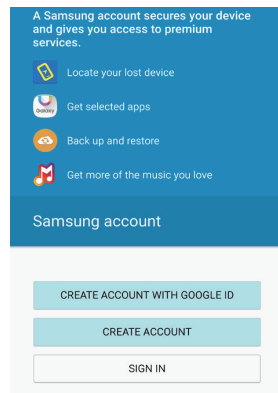 A Samsung account secures your device
and gives you access to premium
services.
Locate your lost device
GALAXY
Get selected apps
Back up and restore
Get more of the music you love
Samsung account
CREATE ACCOUNT WITH GOOGLE ID
CREATE ACCOUNT
SIGN IN